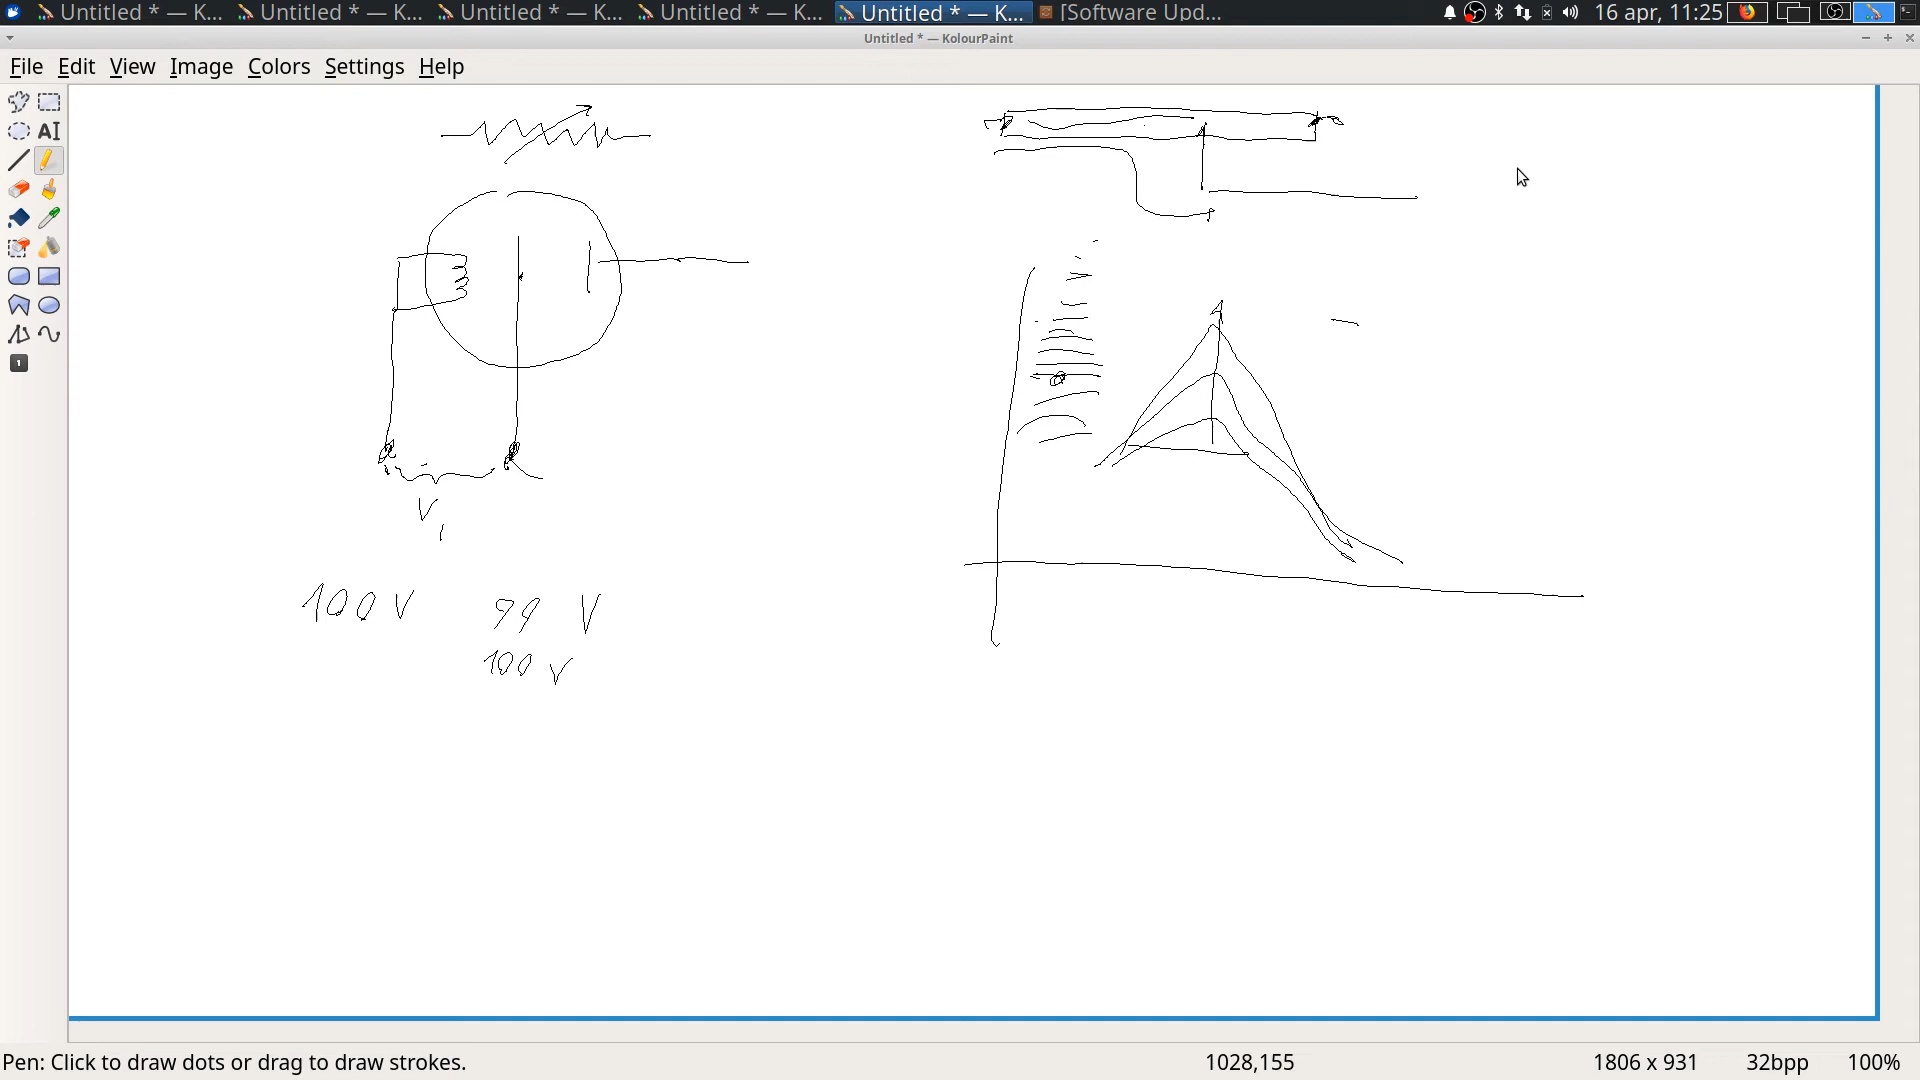 Untitled * — K... Untitled * — K... Untitled * — K... Untitled * — K... Untitled * — K... [Software Upd... 16 apr, 11:25
Untitled * — KolourPaint
File Edit View Image Colors Settings Help
AI
1
V
100 V 99 V
100 V
Pen: Click to draw dots or drag to draw strokes. 1028,155 1806 x 931 32bpp 100%